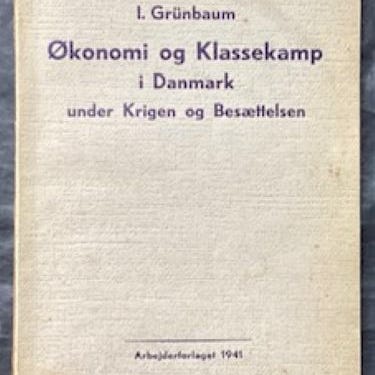 I. Grünbaum
Økonomi og Klassekamp
i Danmark
under Krigen og Besættelsen
Arbejderforlaget 1941